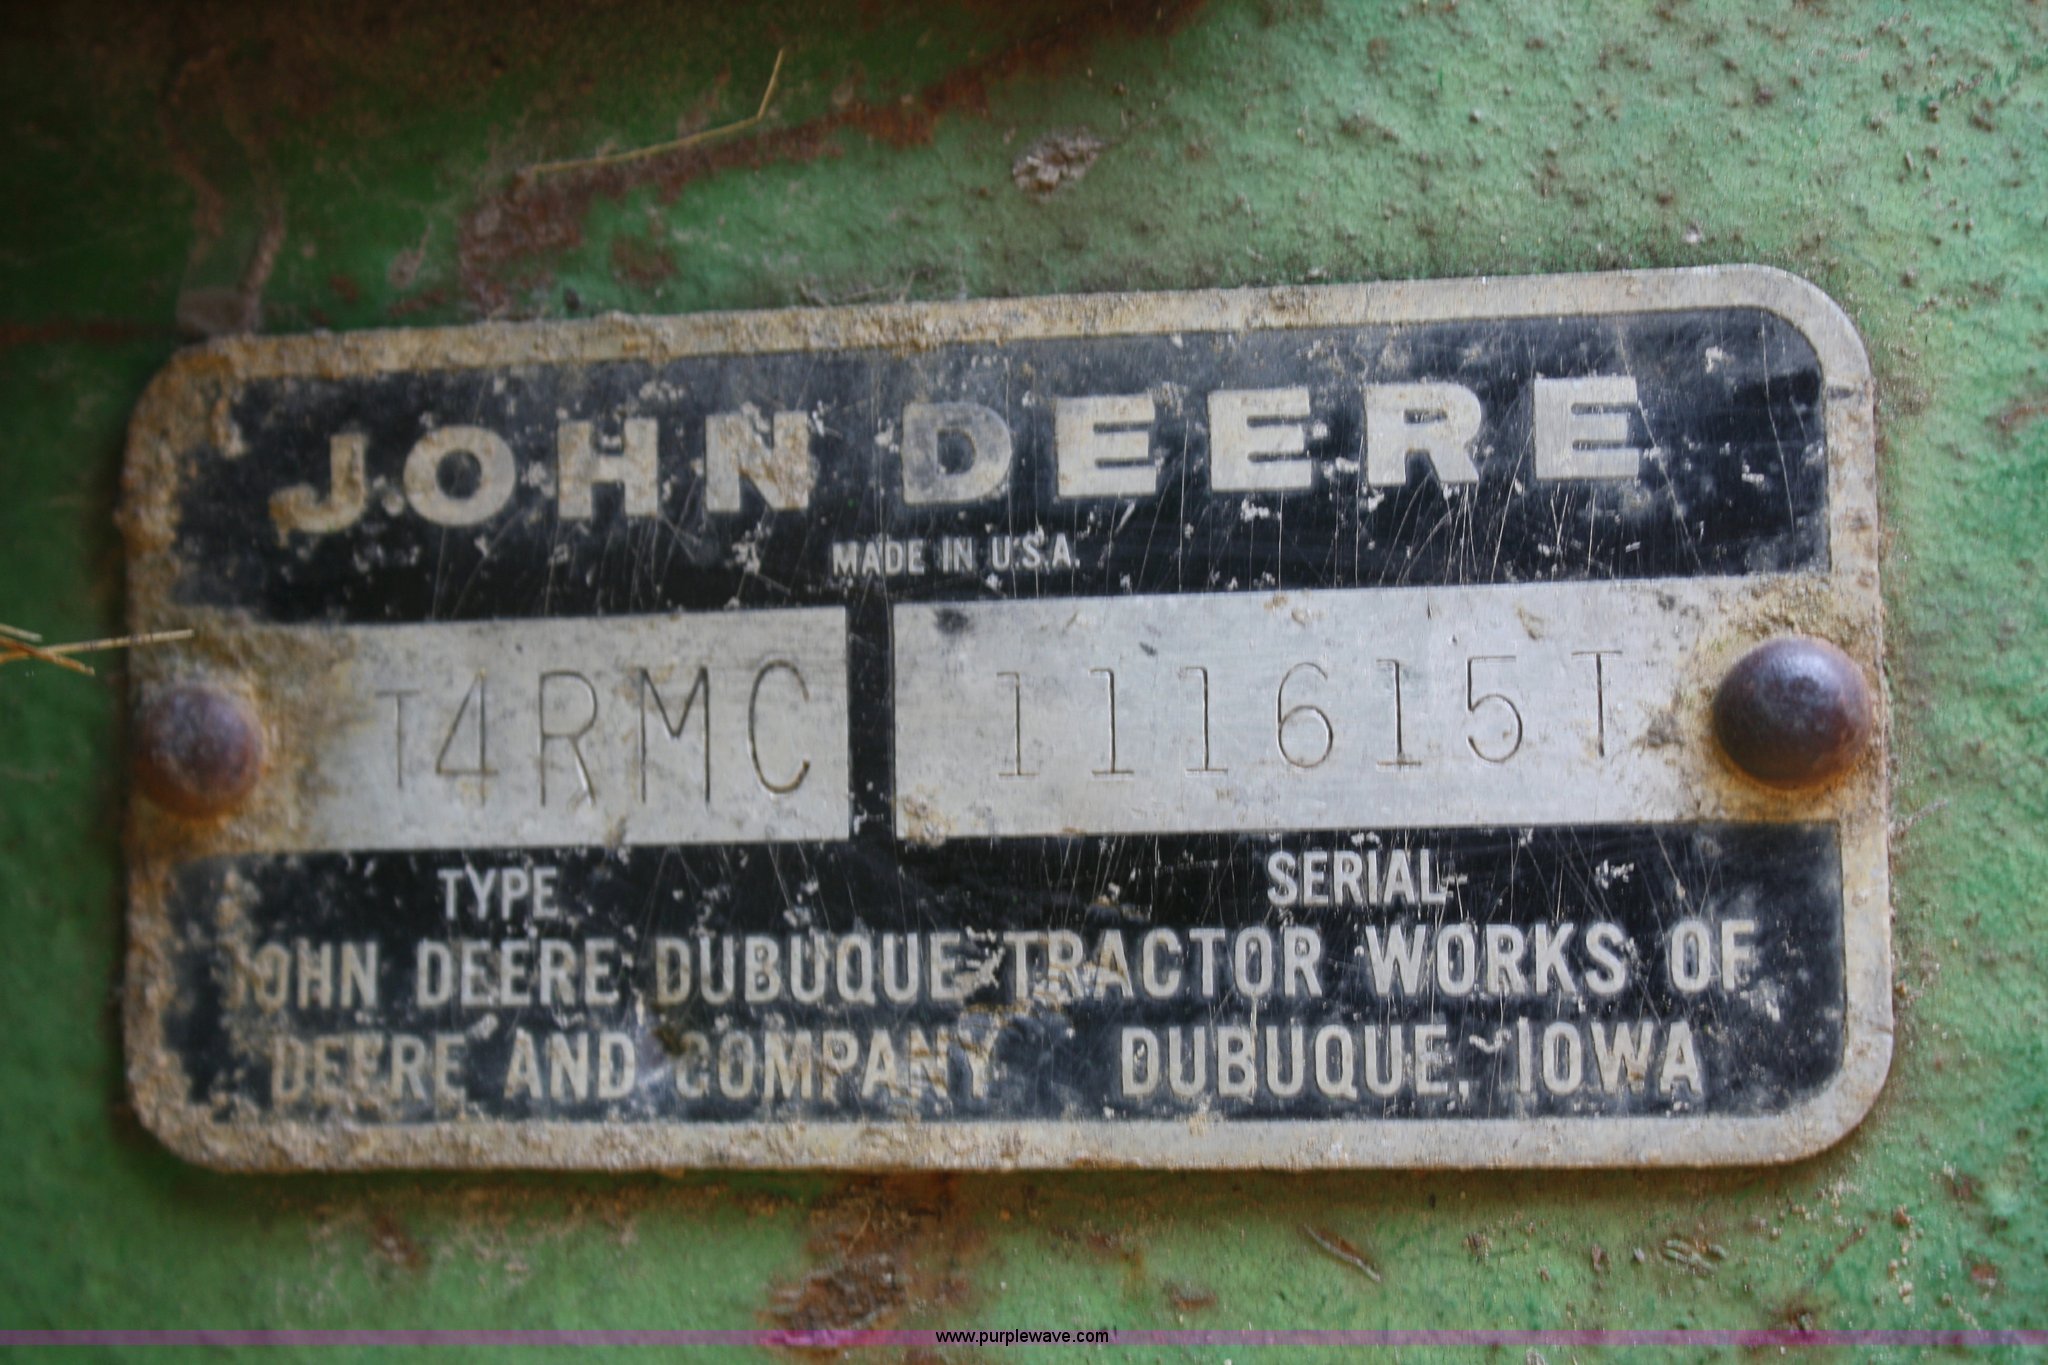 JOHN DEERE
MADE IN U.S.A.
T4RMC 111615T
TYPE SERIAL
JOHN DEERE DUBUQUE TRACTOR WORKS OF
DEERE AND COMPANY DUBUQUE, IOWA
www.purplewave.com